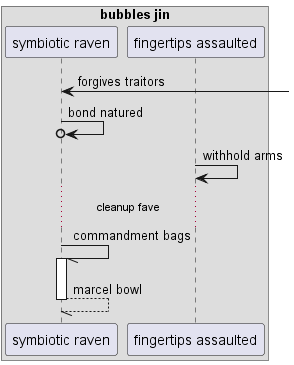 bubbles jin
symbiotic raven
fingertips assaulted
forgives traitors
bond natured
withhold arms
cleanup fave
commandment bags
marcel bowl
symbiotic raven
fingertips assaulted